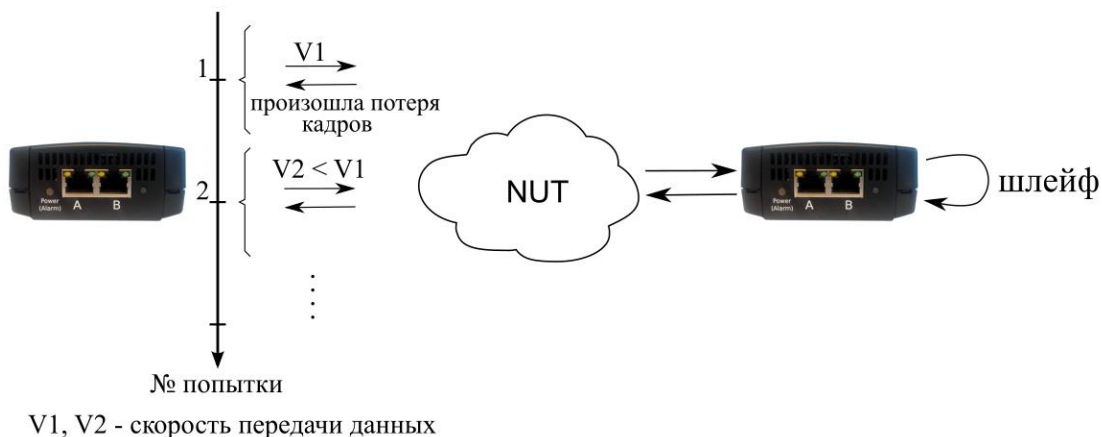 1
V1
произошла потеря
кадров
2
V2 < V1
Power
(Alarm)
A
B
NUT
Power
(Alarm)
A
B
шлейф
№ попытки
V1, V2 - скорость передачи данных